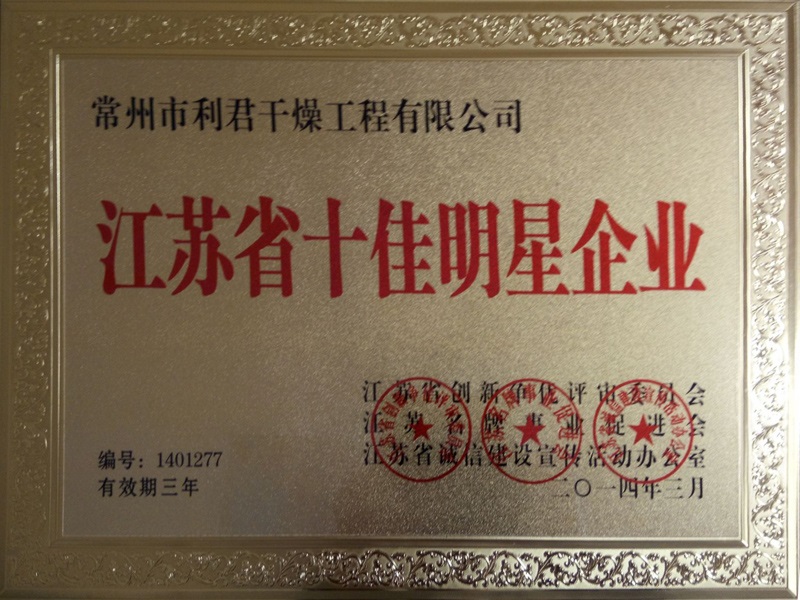 常州市利君干燥工程有限公司
江苏省十佳明星企业
江苏省创新争优评审委员会
江苏名牌事业促进会
江苏省诚信建设宣传活动办公室
二〇一四年三月
编号：1401277
有效期三年